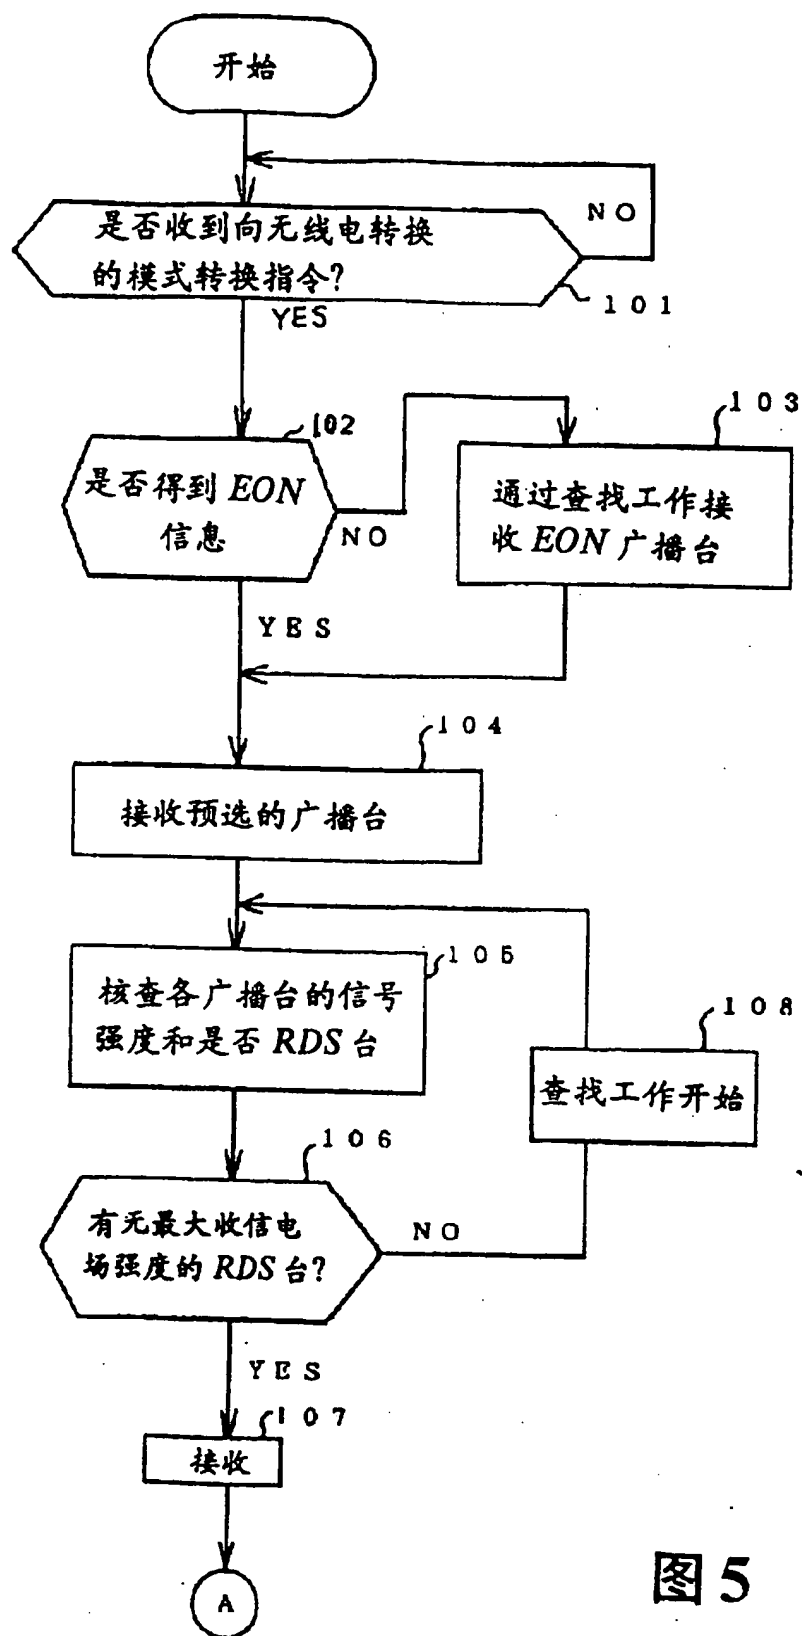 开始
NO
是否收到向无线电转换
的模式转换指令?
101
YES
102
103
是否得到 EON
信息
NO
通过查找工作接
收 EON 广播台
YES
104
接收预选的广播台
105
核查各广播台的信号
强度和是否 RDS 台
108
查找工作开始
106
有无最大收信电
场强度的 RDS 台?
NO
YES
107
接收
A
图 5